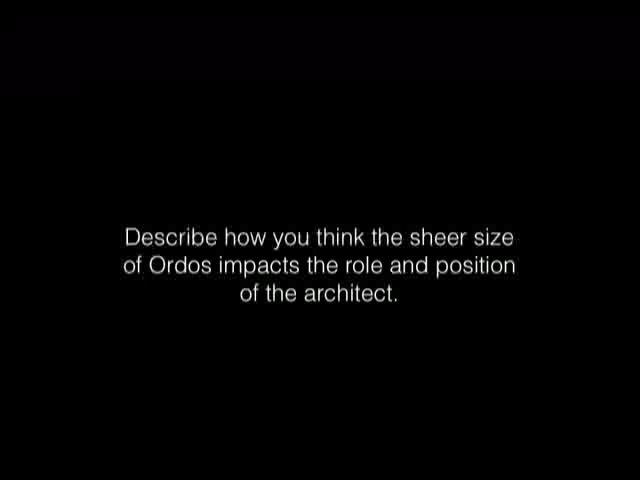 Describe how you think the sheer size
of Ordos impacts the role and position
of the architect.